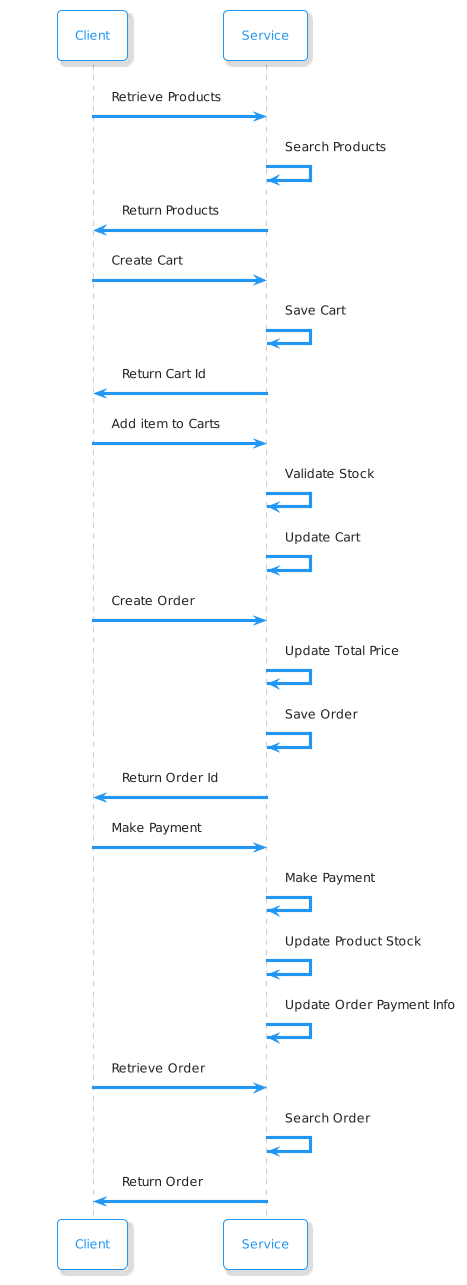 Client
Service
Retrieve Products
Search Products
Return Products
Create Cart
Save Cart
Return Cart Id
Add item to Carts
Validate Stock
Update Cart
Create Order
Update Total Price
Save Order
Return Order Id
Make Payment
Make Payment
Update Product Stock
Update Order Payment Info
Retrieve Order
Search Order
Return Order
Client
Service